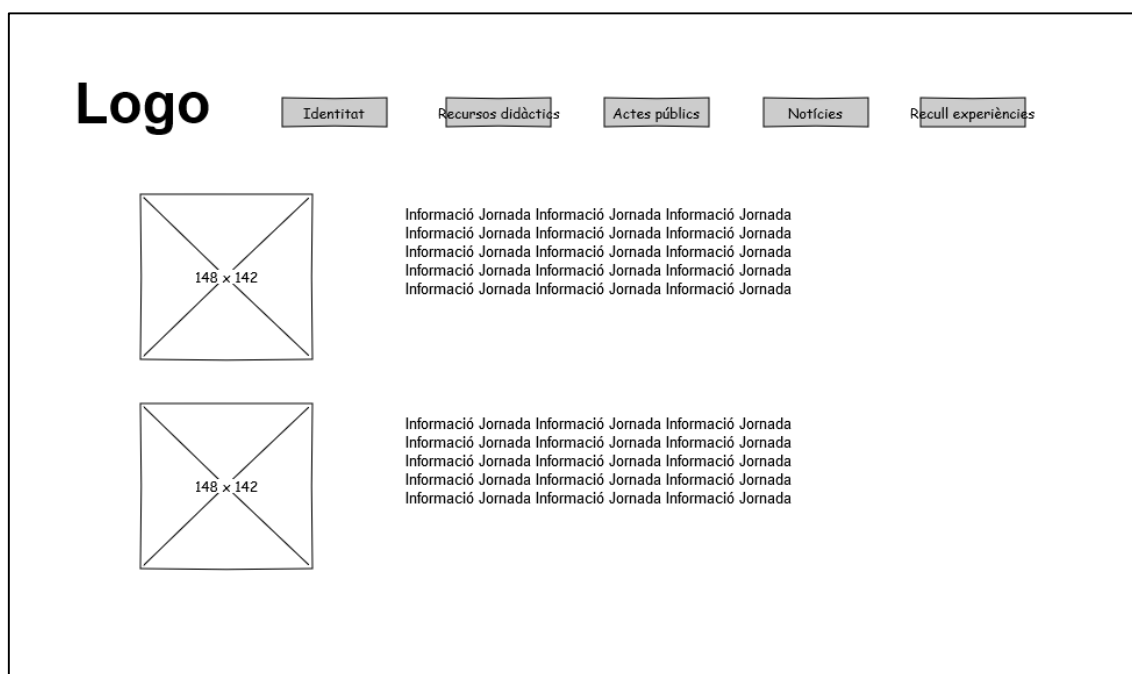 Logo
Identitat
Recursos didàctics
Actes públics
Notícies
Recull experiències
148 x 142
Informació Jornada Informació Jornada Informació Jornada
Informació Jornada Informació Jornada Informació Jornada
Informació Jornada Informació Jornada Informació Jornada
Informació Jornada Informació Jornada Informació Jornada
Informació Jornada Informació Jornada Informació Jornada
148 x 142
Informació Jornada Informació Jornada Informació Jornada
Informació Jornada Informació Jornada Informació Jornada
Informació Jornada Informació Jornada Informació Jornada
Informació Jornada Informació Jornada Informació Jornada
Informació Jornada Informació Jornada Informació Jornada